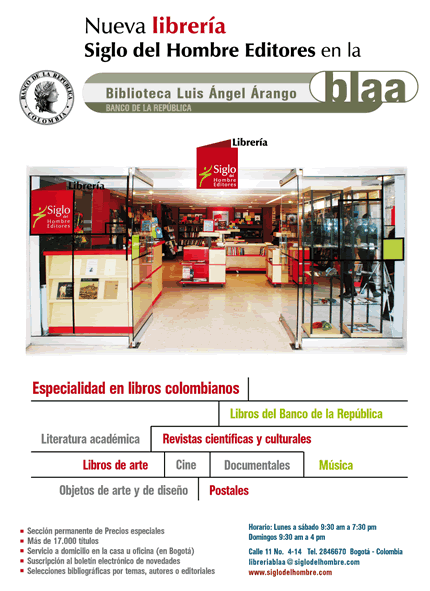 Nueva librería
Siglo del Hombre Editores en la
BANCO DE LA REPÚBLICA
COLOMBIA
Biblioteca Luis Ángel Árango
BANCO DE LA REPÚBLICA
blaa
Librería
Siglo
del
Hombre
Editores
Librería
Siglo
del
Hombre
Editores
Especialidad en libros colombianos
Libros del Banco de la República
Literatura académica Revistas científicas y culturales
Libros de arte Cine Documentales Música
Objetos de arte y de diseño Postales
Sección permanente de Precios especiales
Más de 17.000 títulos
Servicio a domicilio en la casa u oficina (en Bogotá)
Suscripción al boletín electrónico de novedades
Selecciones bibliográficas por temas, autores o editoriales
Horario: Lunes a sábado 9:30 am a 7:30 pm
Domingos 9:30 am a 4 pm
Calle 11 No. 4-14 Tel. 2846670 Bogotá - Colombia
libreriablaa @siglodelhombre.com
www.siglodelhombre.com